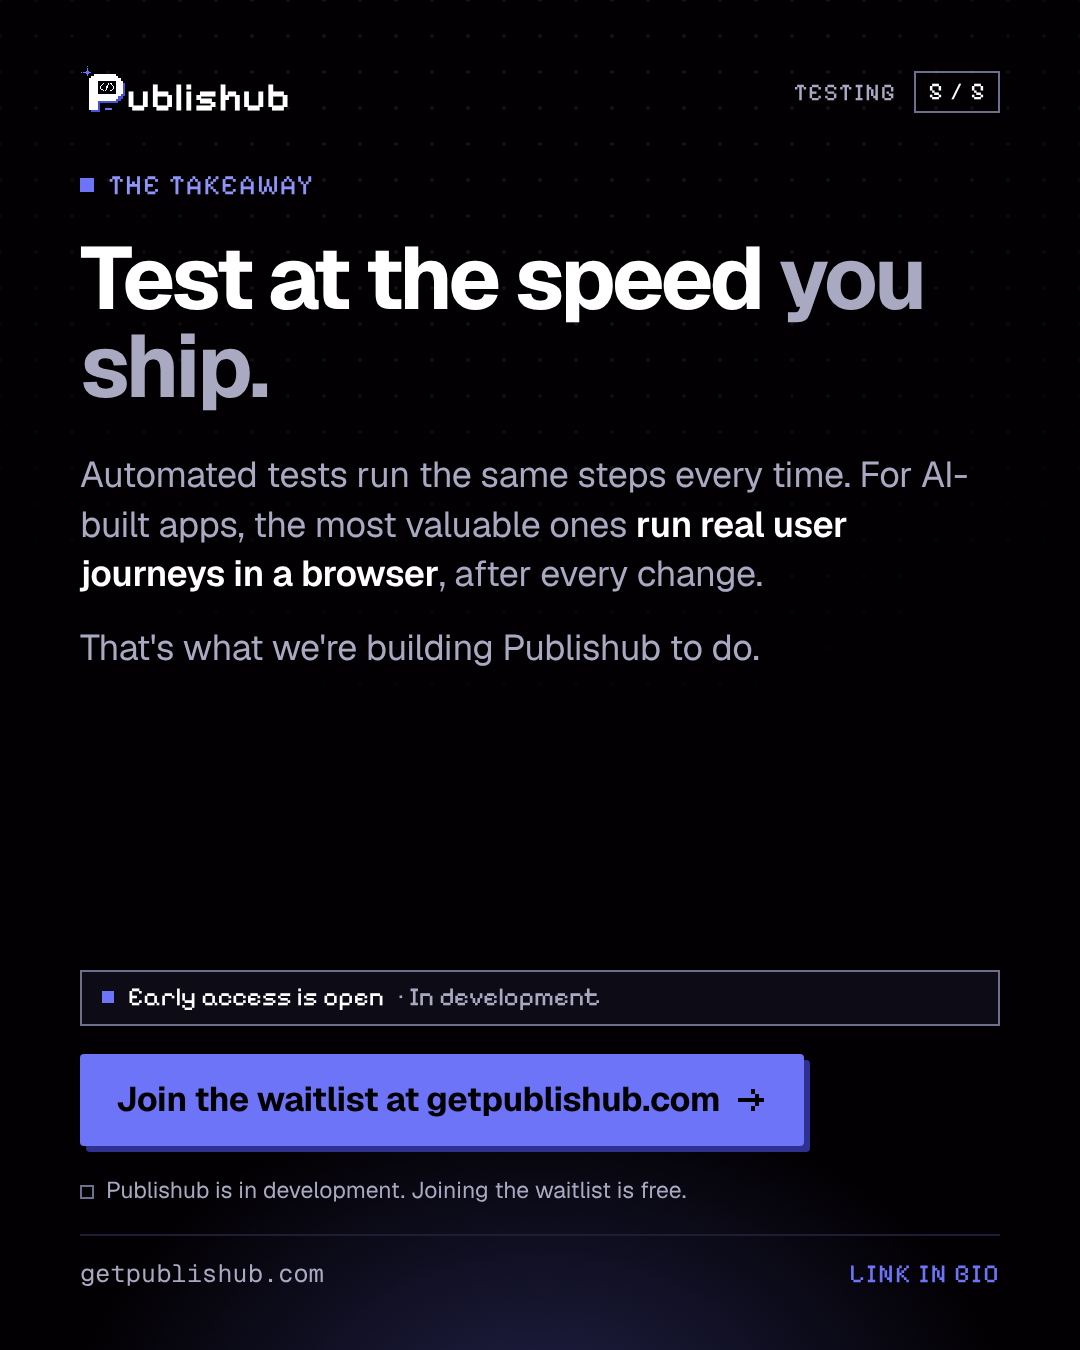 Publishub
TESTING
8 / 8
THE TAKEAWAY
Test at the speed you
ship.
Automated tests run the same steps every time. For AI-
built apps, the most valuable ones run real user
journeys in a browser, after every change.
That's what we're building Publishub to do.
Early access is open · In development
Join the waitlist at getpublishub.com →
Publishub is in development. Joining the waitlist is free.
getpublishub.com
LINK IN BIO